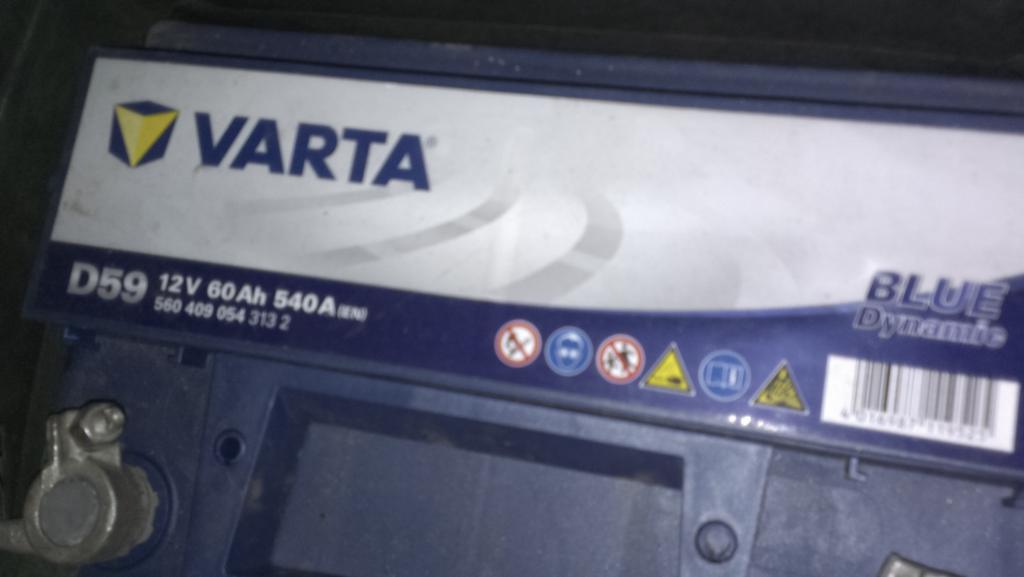 VARTA®
D59 12V 60Ah 540A (EN)
560 409 054 313 2
BLUE
Dynamic